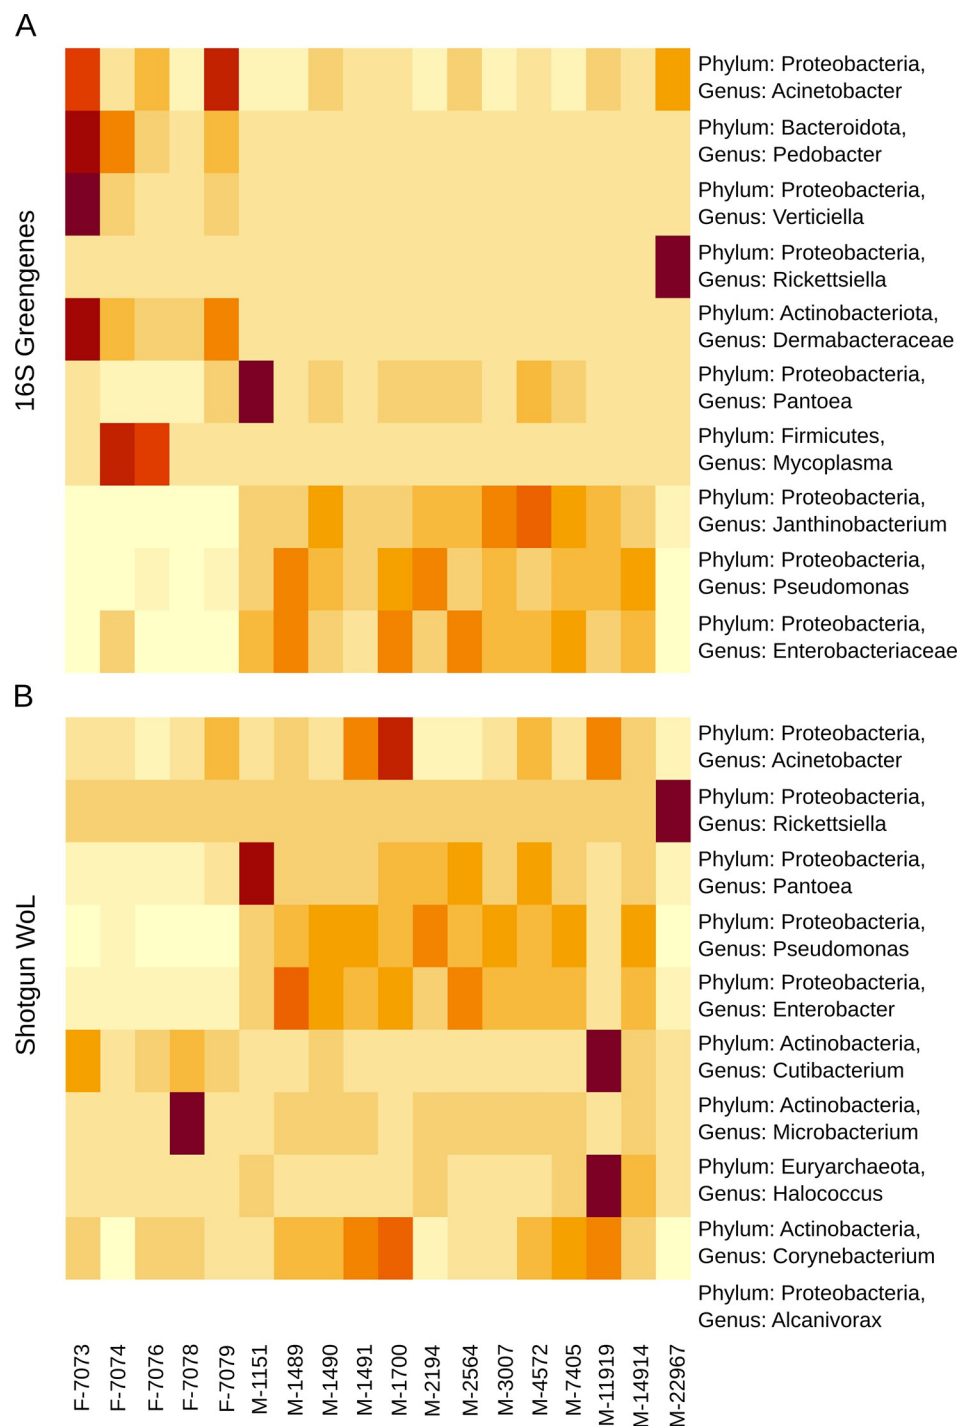 A
16S Greengenes
Phylum: Proteobacteria,
Genus: Acinetobacter
Phylum: Bacteroidota,
Genus: Pedobacter
Phylum: Proteobacteria,
Genus: Verticiella
Phylum: Proteobacteria,
Genus: Rickettsiella
Phylum: Actinobacteriota,
Genus: Dermabacteraceae
Phylum: Proteobacteria,
Genus: Pantoea
Phylum: Firmicutes,
Genus: Mycoplasma
Phylum: Proteobacteria,
Genus: Janthinobacterium
Phylum: Proteobacteria,
Genus: Pseudomonas
Phylum: Proteobacteria,
Genus: Enterobacteriaceae
B
Shotgun WoL
Phylum: Proteobacteria,
Genus: Acinetobacter
Phylum: Proteobacteria,
Genus: Rickettsiella
Phylum: Proteobacteria,
Genus: Pantoea
Phylum: Proteobacteria,
Genus: Pseudomonas
Phylum: Proteobacteria,
Genus: Enterobacter
Phylum: Actinobacteria,
Genus: Cutibacterium
Phylum: Actinobacteria,
Genus: Microbacterium
Phylum: Euryarchaeota,
Genus: Halococcus
Phylum: Actinobacteria,
Genus: Corynebacterium
Phylum: Proteobacteria,
Genus: Alcanivorax
F-7073
F-7074
F-7076
F-7078
F-7079
M-1151
M-1489
M-1490
M-1491
M-1700
M-2194
M-2564
M-3007
M-4572
M-7405
M-11919
M-14914
M-22967